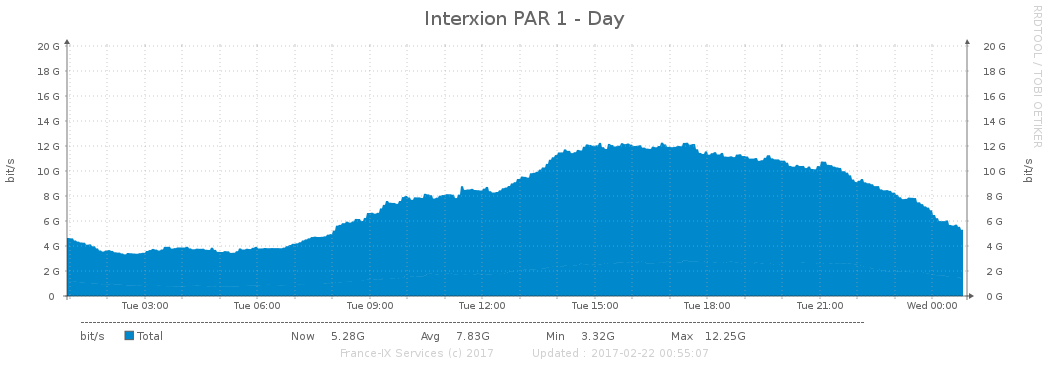 Interxion PAR 1 - Day
RRDTOOL / TOBI OETIKER
bit/s
20 G 20 G
18 G 18 G
16 G 16 G
14 G 14 G
12 G 12 G
10 G 10 G
8 G 8 G
6 G 6 G
4 G 4 G
2 G 2 G
0 0 G
bit/s
Tue 03:00 Tue 06:00 Tue 09:00 Tue 12:00 Tue 15:00 Tue 18:00 Tue 21:00 Wed 00:00
bit/s Total Now 5.28G Avg 7.83G Min 3.32G Max 12.25G
France-IX Services (c) 2017 Updated : 2017-02-22 00:55:07